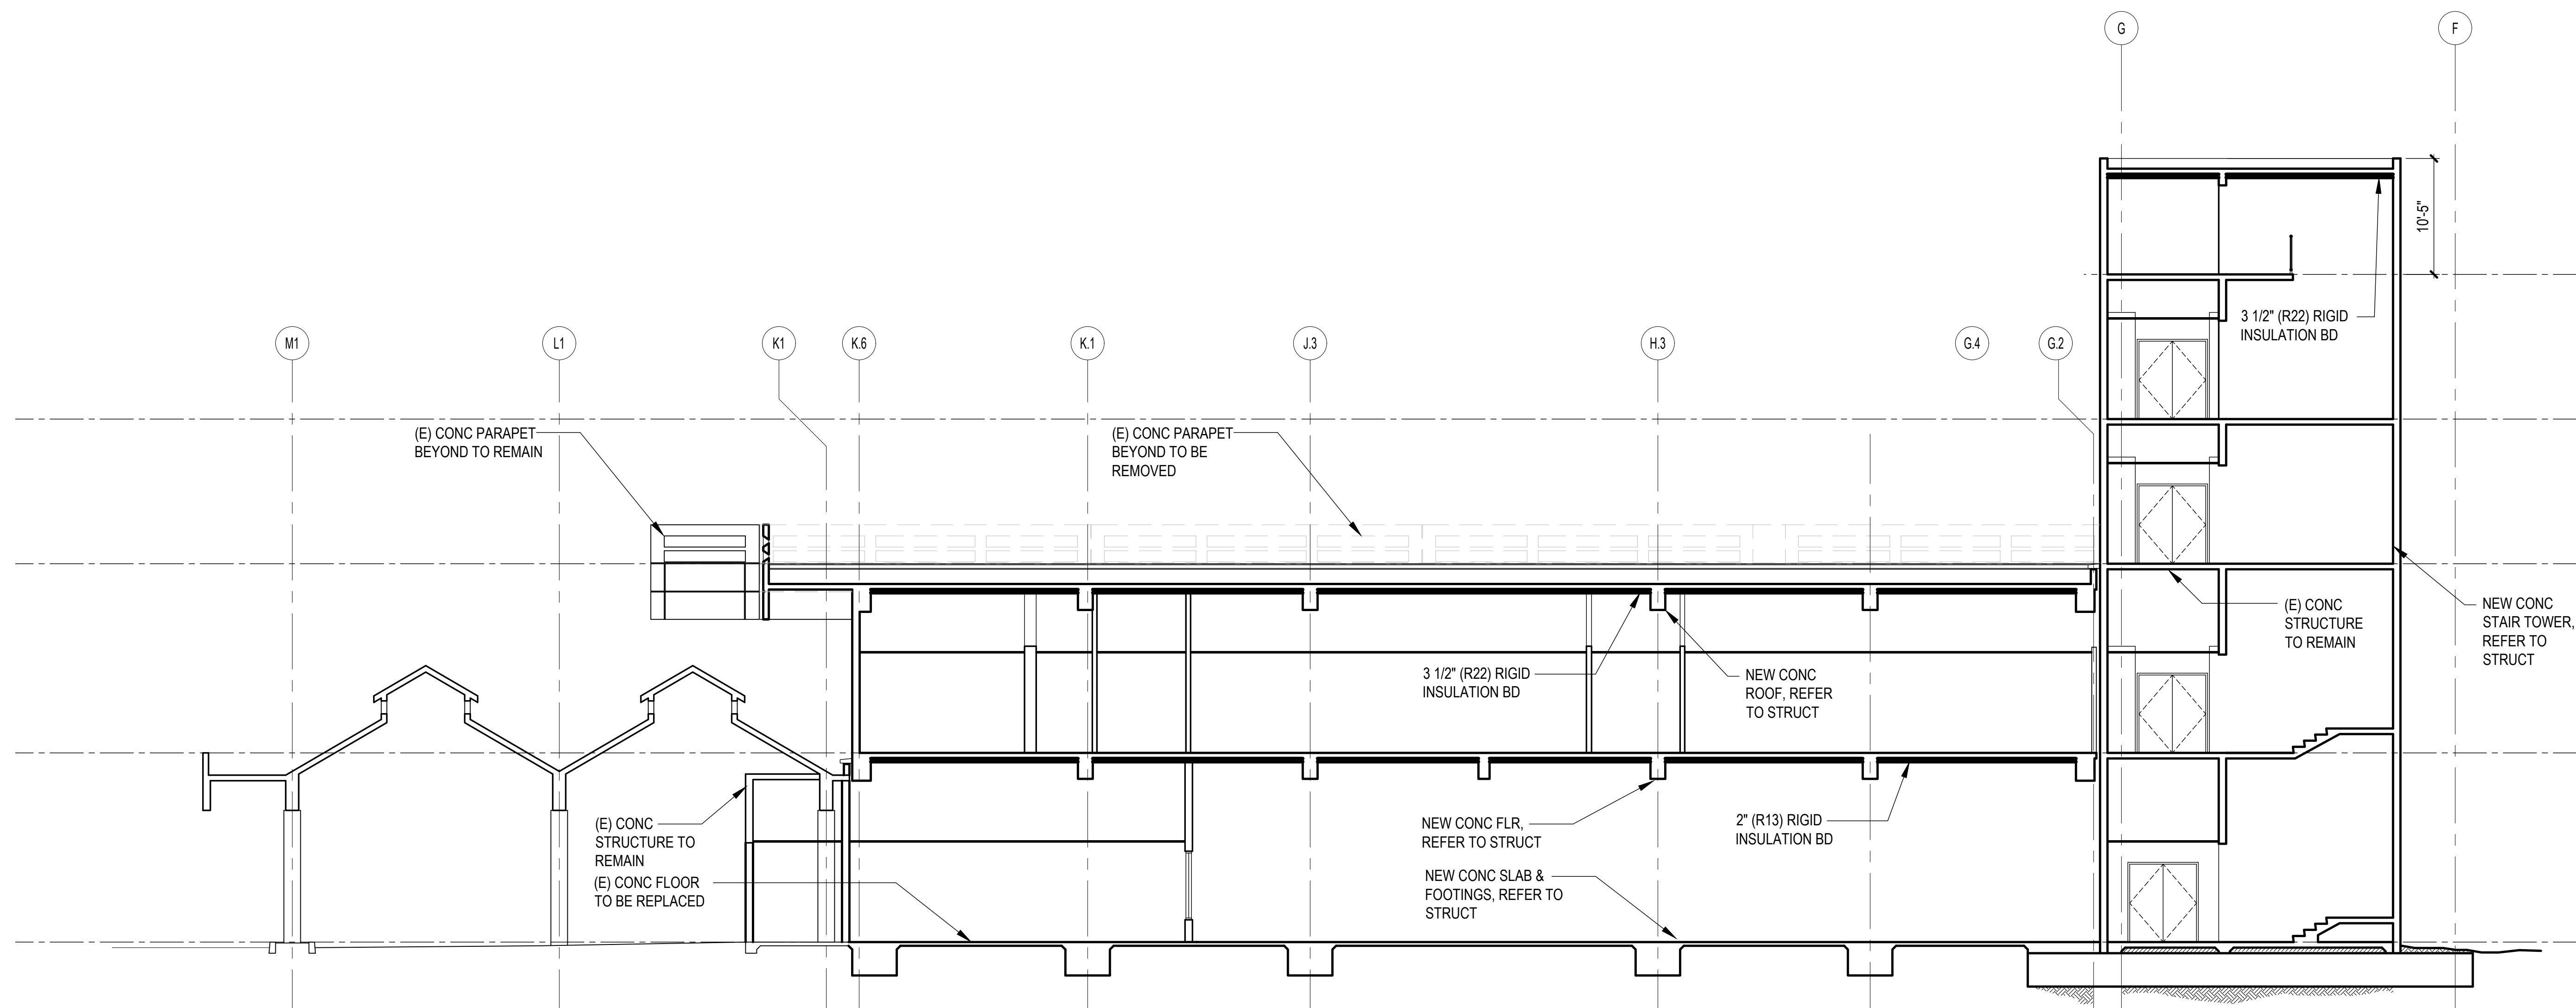 G
F
10'-5"
3 1/2" (R22) RIGID
INSULATION BD
M1
L1
K1
K.6
K.1
J.3
H.3
G.4
G.2
(E) CONC PARAPET
BEYOND TO REMAIN
(E) CONC PARAPET
BEYOND TO BE
REMOVED
(E) CONC
STRUCTURE
TO REMAIN
NEW CONC
STAIR TOWER,
REFER TO
STRUCT
3 1/2" (R22) RIGID
INSULATION BD
NEW CONC
ROOF, REFER
TO STRUCT
(E) CONC
STRUCTURE TO
REMAIN
(E) CONC FLOOR
TO BE REPLACED
NEW CONC FLR,
REFER TO STRUCT
2" (R13) RIGID
INSULATION BD
NEW CONC SLAB &
FOOTINGS, REFER TO
STRUCT